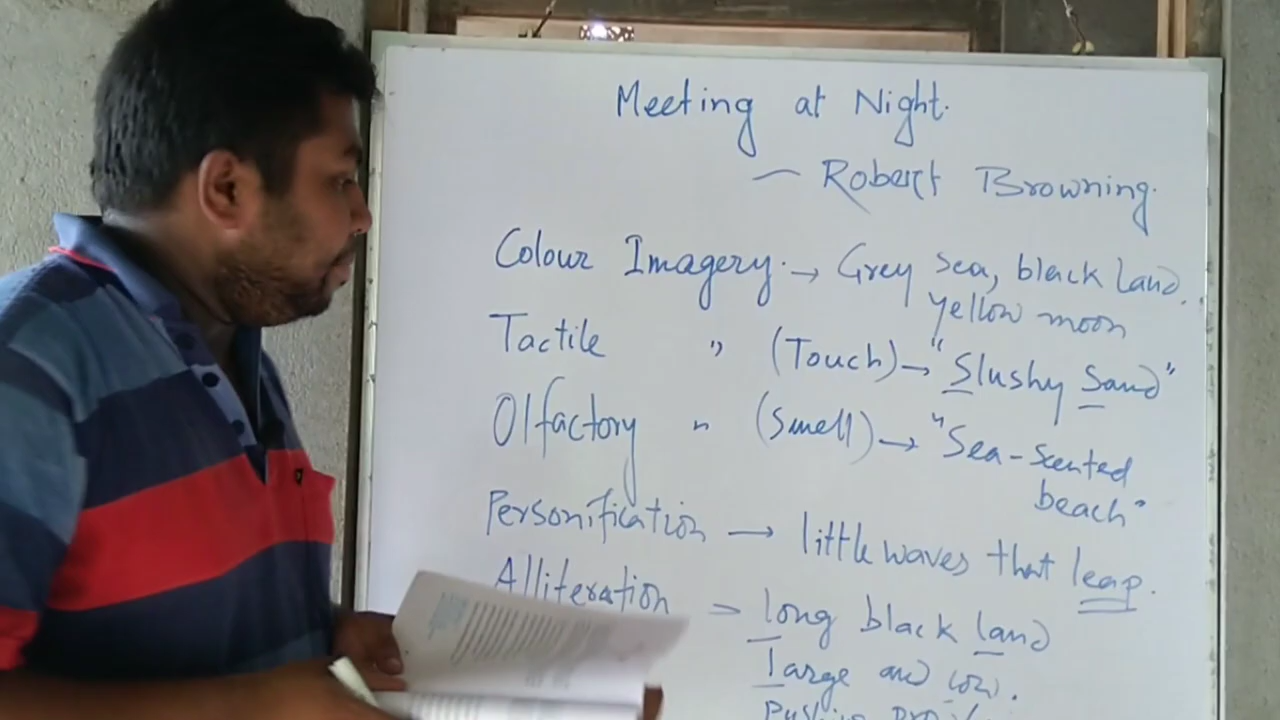 Meeting at Night.
— Robert Browning.
Colour Imagery. → Grey sea, black land,
yellow moon
Tactile " (Touch) → "Slushy Sand"
Olfactory " (Smell) → "Sea-scented
beach"
Personification → little waves that leap.
Alliteration = long black land
large and low.